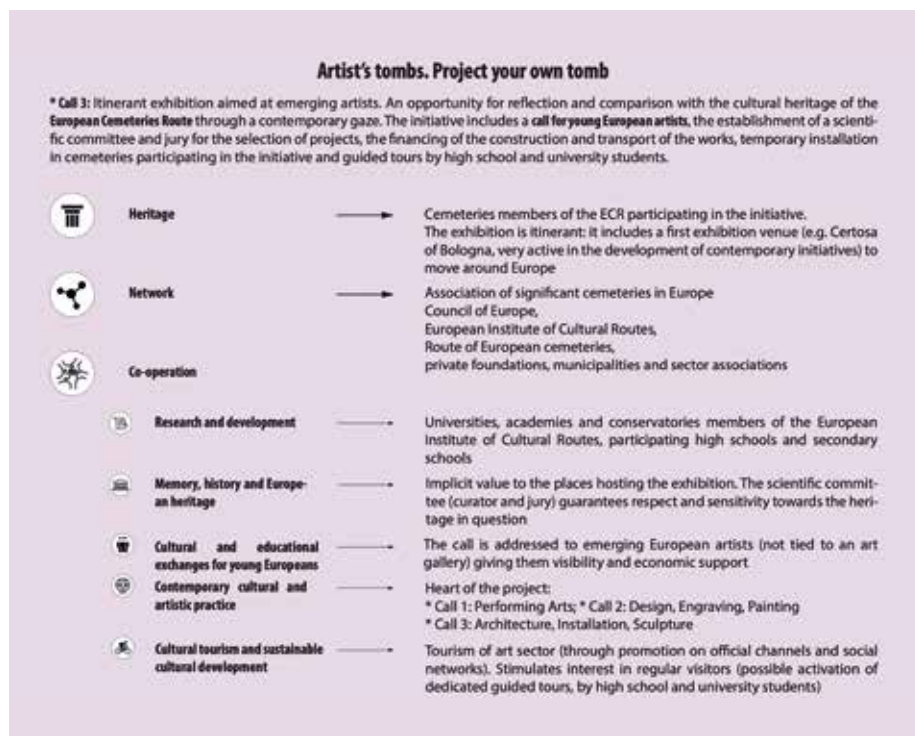 Artist's tombs. Project your own tomb
* Call 3: Itinerant exhibition aimed at emerging artists. An opportunity for reflection and comparison with the cultural heritage of the
European Cemeteries Route through a contemporary gaze. The initiative includes a call for young European artists, the establishment of a scienti-
fic committee and jury for the selection of projects, the financing of the construction and transport of the works, temporary installation
in cemeteries participating in the initiative and guided tours by high school and university students.
Heritage
Cemeteries members of the ECR participating in the initiative.
The exhibition is itinerant: it includes a first exhibition venue (e.g. Certosa
of Bologna, very active in the development of contemporary initiatives) to
move around Europe
Network
Association of significant cemeteries in Europe
Council of Europe,
European Institute of Cultural Routes,
Route of European cemeteries,
private foundations, municipalities and sector associations
Co-operation
Research and development
Universities, academies and conservatories members of the European
Institute of Cultural Routes, participating high schools and secondary
schools
Memory, history and Europe-
an heritage
Implicit value to the places hosting the exhibition. The scientific commit-
tee (curator and jury) guarantees respect and sensitivity towards the heri-
tage in question
Cultural and educational
exchanges for young Europeans
The call is addressed to emerging European artists (not tied to an art
gallery) giving them visibility and economic support
Contemporary cultural and
artistic practice
Heart of the project:
* Call 1: Performing Arts; * Call 2: Design, Engraving, Painting
* Call 3: Architecture, Installation, Sculpture
Cultural tourism and sustainable
cultural development
Tourism of art sector (through promotion on official channels and social
networks). Stimulates interest in regular visitors (possible activation of
dedicated guided tours, by high school and university students)